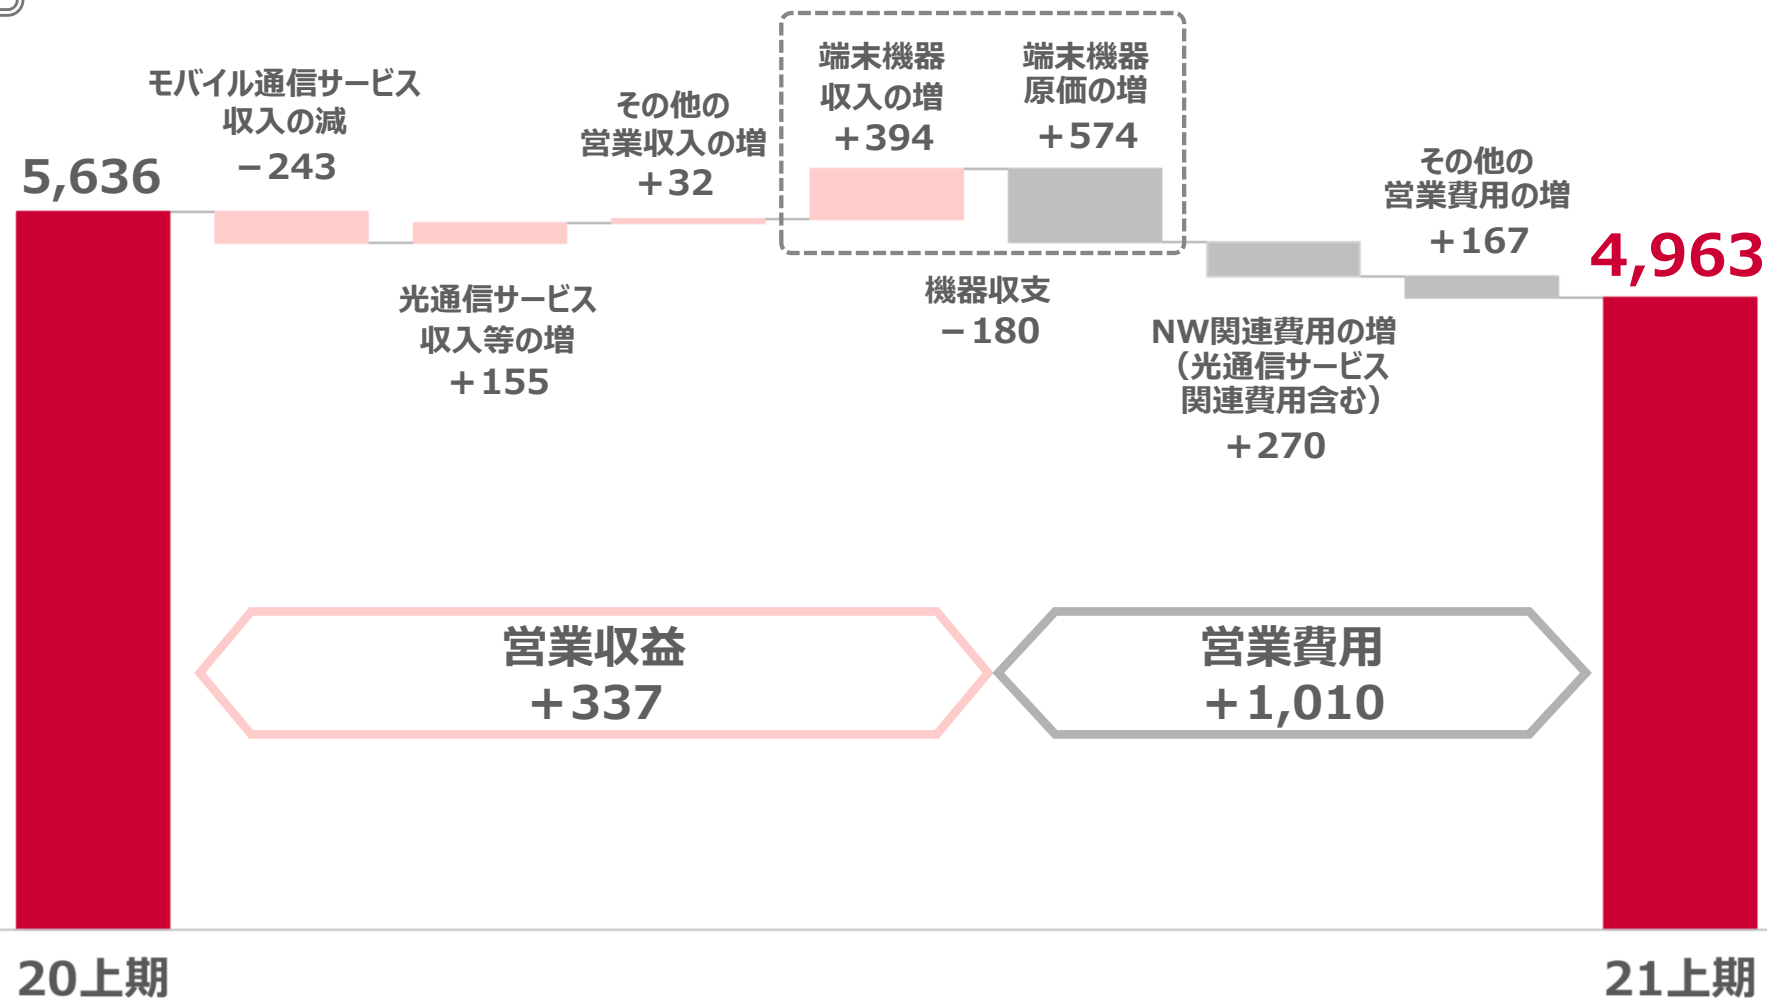 5,636
モバイル通信サービス
収入の減
－243
光通信サービス
収入等の増
＋155
その他の
営業収入の増
＋32
端末機器
収入の増
＋394
端末機器
原価の増
＋574
機器収支
－180
NW関連費用の増
（光通信サービス
関連費用含む）
＋270
その他の
営業費用の増
＋167
4,963
営業収益
＋337
営業費用
＋1,010
20上期
21上期